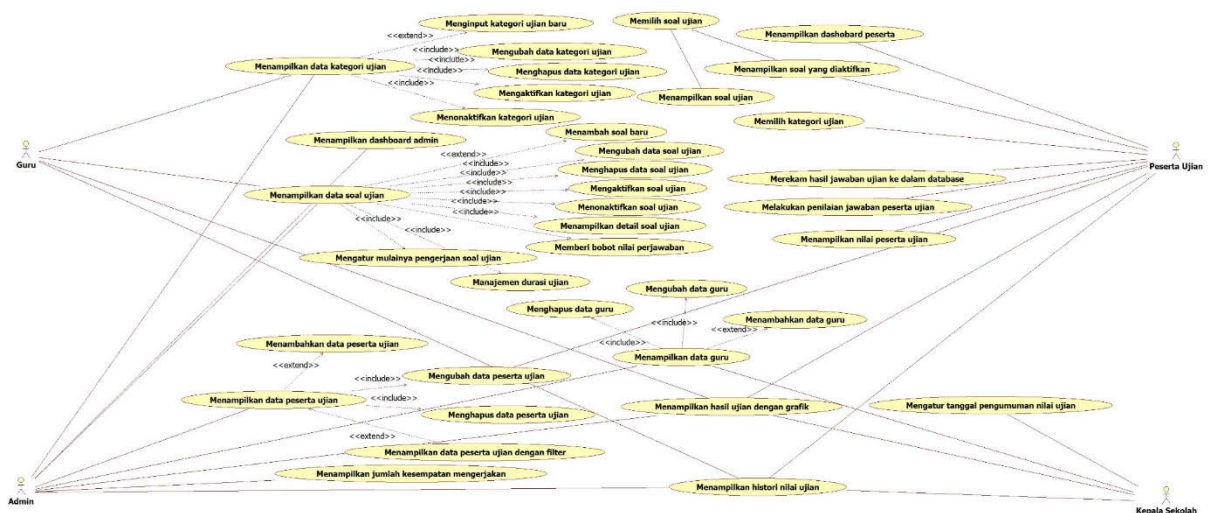 Menginput kategori ujian baru
Memilih soal ujian
Menampilkan dashobard peserta
<<extend>>
<<include>>
Mengubah data kategori ujian
<<include>>
Menampilkan data kategori ujian
<<include>>
Menghapus data kategori ujian
Menampilkan soal yang diaktifkan
<<include>>
Mengaktifkan kategori ujian
Menampilkan soal ujian
Menonaktifkan kategori ujian
Memilih kategori ujian
Menampilkan dashboard admin
Menambah soal baru
<<extend>>
Mengubah data soal ujian
Guru
Peserta Ujian
<<include>>
<<include>>
Menghapus data soal ujian
Merekam hasil jawaban ujian ke dalam database
<<include>>
Menampilkan data soal ujian
<<include>>
Mengaktifkan soal ujian
<<include>>
Menonaktifkan soal ujian
Melakukan penilaian jawaban peserta ujian
<<include>>
Menampilkan detail soal ujian
<<include>>
Menampilkan nilai peserta ujian
Memberi bobot nilai perjawaban
Mengatur mulainya pengerjaan soal ujian
Manajemen durasi ujian
Mengubah data guru
Menghapus data guru
<<include>>
Menambahkan data guru
<<extend>>
Menambahkan data peserta ujian
<<include>>
Menampilkan data guru
<<extend>>
<<include>>
Mengubah data peserta ujian
Menampilkan data peserta ujian
<<include>>
Menghapus data peserta ujian
Menampilkan hasil ujian dengan grafik
Mengatur tanggal pengumuman nilai ujian
<<extend>>
Menampilkan data peserta ujian dengan filter
Menampilkan jumlah kesempatan mengerjakan
Menampilkan histori nilai ujian
Admin
Kepala Sekolah